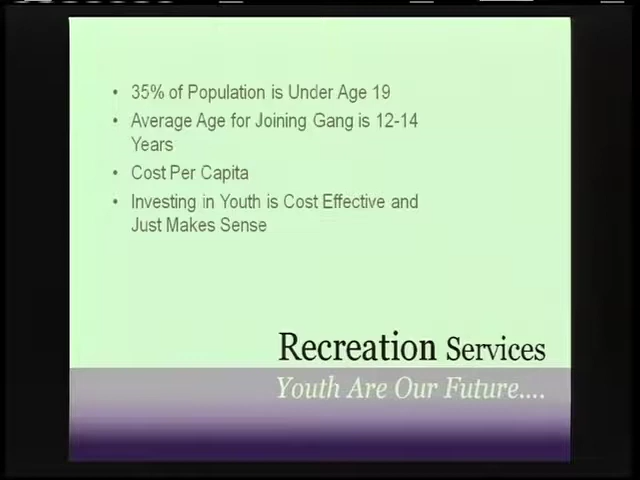 • 35% of Population is Under Age 19
• Average Age for Joining Gang is 12-14
Years
• Cost Per Capita
• Investing in Youth is Cost Effective and
Just Makes Sense
Recreation Services
Youth Are Our Future....